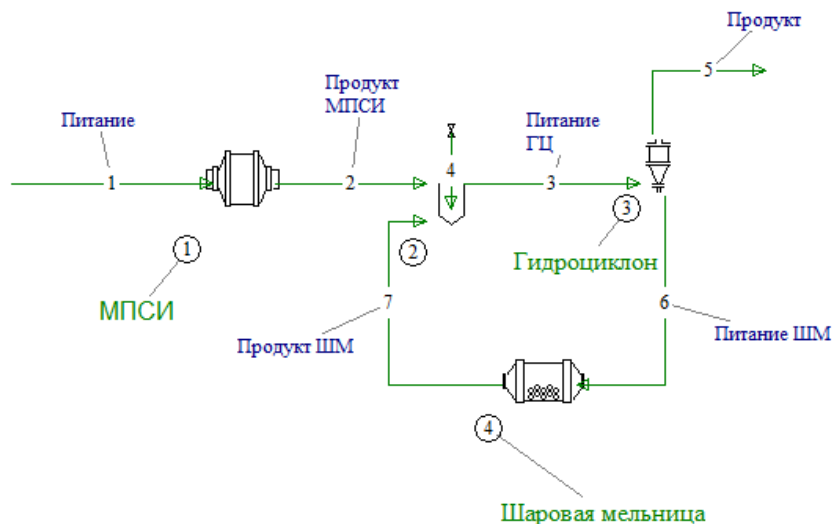 Продукт
5
Продукт
МПСИ
Питание
Питание
ГЦ
4
1
2
3
3
1
2
Гидроциклон
МПСИ
7
6
Продукт ШМ
Питание ШМ
4
Шаровая мельница